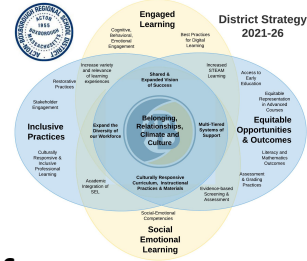 ACTON-BOXBOROUGH REGIONAL SCHOOL DISTRICT
ACTON
1955
BOXBOROUGH
MASSACHUSETTS
District Strategy
2021-26
Engaged
Learning
Cognitive,
Behavioral,
Emotional
Engagement
Best Practices
for Digital
Learning
Increase variety
and relevance
of learning
experiences
Shared &
Expanded Vision
of Success
Increased
STEAM
Learning
Restorative
Practices
Access to
Early
Education
Stakeholder
Engagement
Equitable
Representation
in Advanced
Courses
Inclusive
Practices
Expand the
Diversity of
our Workforce
Belonging,
Relationships,
Climate and
Culture
Multi-Tiered
Systems of
Support
Equitable
Opportunities
& Outcomes
Culturally
Responsive &
Inclusive
Professional
Learning
Literacy and
Mathematics
Outcomes
Academic
Integration of
SEL
Culturally Responsive
Curriculum, Instructional
Practices & Materials
Evidence-based
Screening &
Assessment
Assessment
& Grading
Practices
Social-Emotional
Competencies
Social
Emotional
Learning